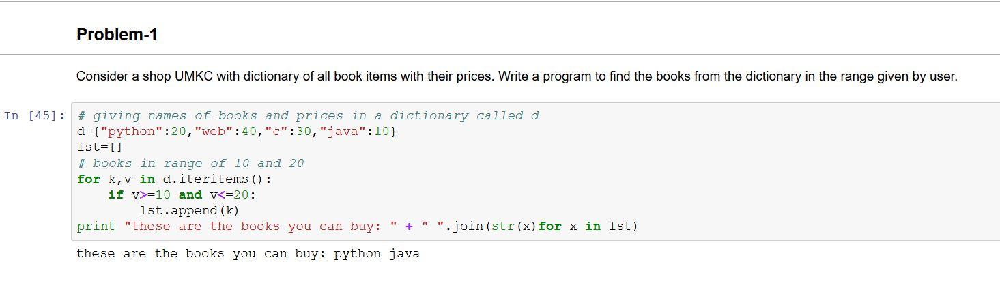 Problem-1
Consider a shop UMKC with dictionary of all book items with their prices. Write a program to find the books from the dictionary in the range given by user.
In [45]: # giving names of books and prices in a dictionary called d
d={"python":20,"web":40,"c":30,"java":10}
lst=[]
# books in range of 10 and 20
for k,v in d.iteritems():
    if v>=10 and v<=20:
        lst.append(k)
print "these are the books you can buy: " + " ".join(str(x)for x in lst)
these are the books you can buy: python java